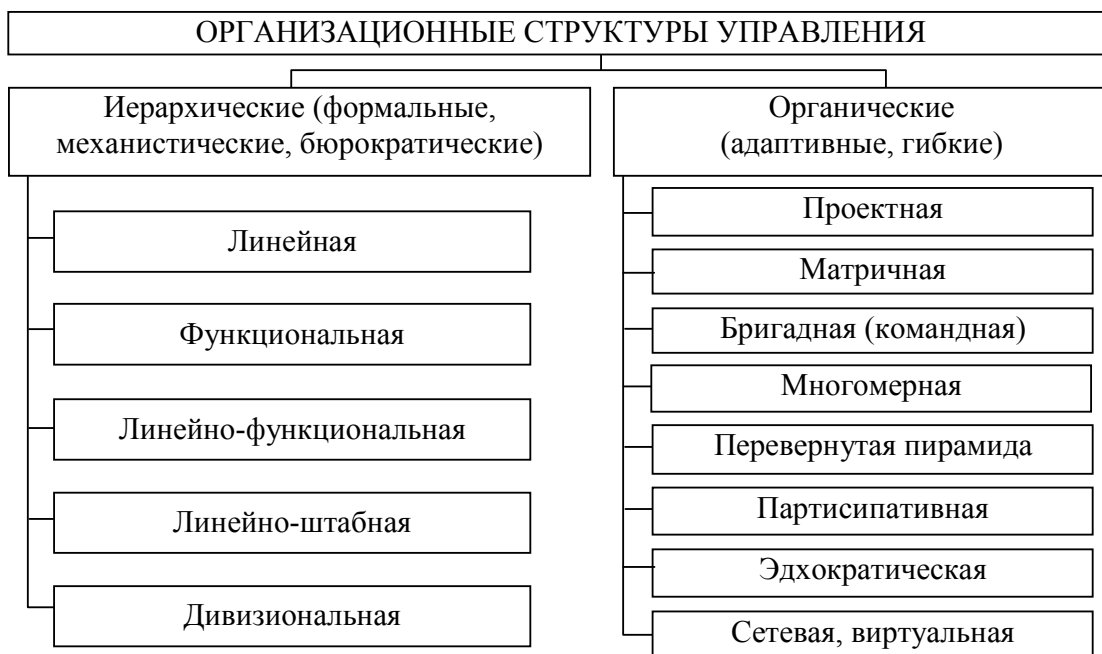 ОРГАНИЗАЦИОННЫЕ СТРУКТУРЫ УПРАВЛЕНИЯ
Иерархические (формальные,
механистические, бюрократические)
Линейная
Функциональная
Линейно-функциональная
Линейно-штабная
Дивизиональная
Органические
(адаптивные, гибкие)
Проектная
Матричная
Бригадная (командная)
Многомерная
Перевернутая пирамида
Партисипативная
Эдхократическая
Сетевая, виртуальная